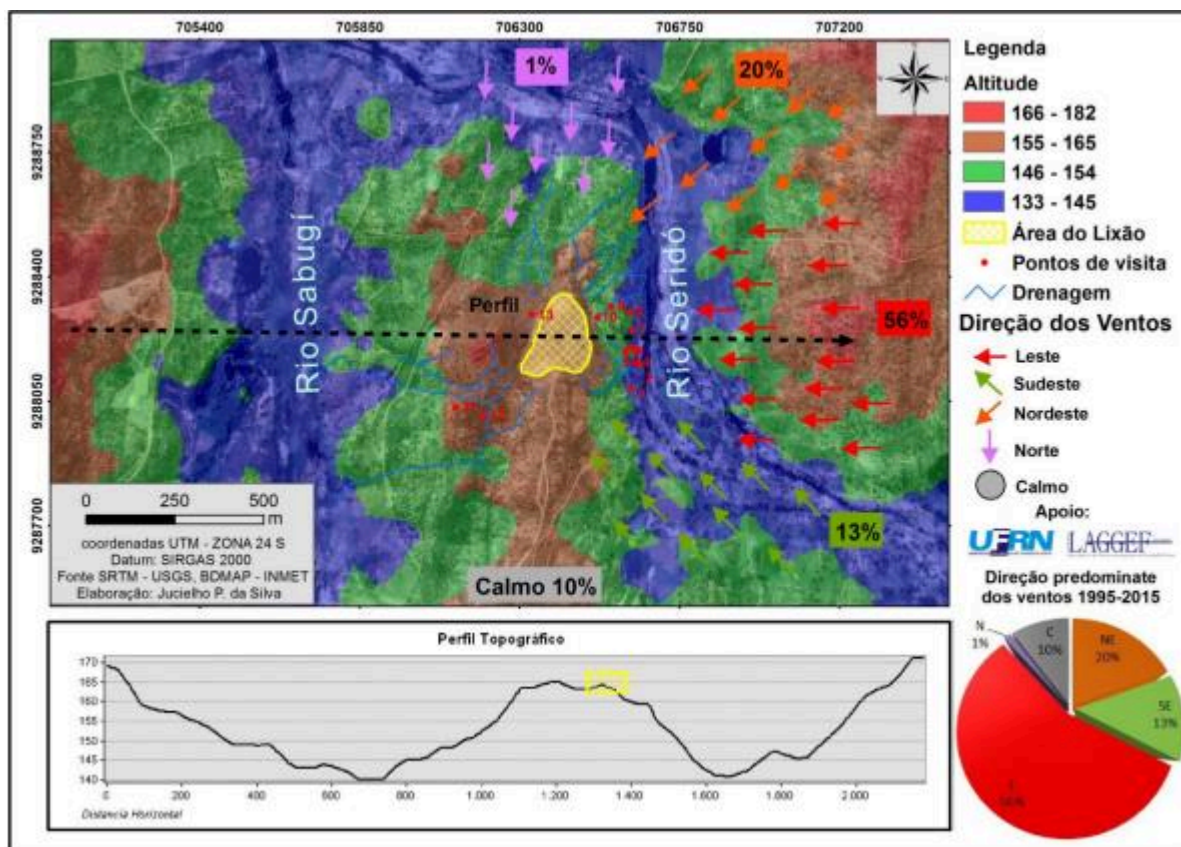 705400 705850 706300 706750 707200
9288750
9288400
9288050
9287700
1%
20%
56%
13%
Rio Sabugí
Rio Seridó
Perfil
0 250 500
m
coordenadas UTM - ZONA 24 S
Datum: SIRGAS 2000
Fonte SRTM - USGS, BDMAP - INMET
Elaboração: Jucielho P. da Silva
Calmo 10%
Legenda
Altitude
166 - 182
155 - 165
146 - 154
133 - 145
Área do Lixão
Pontos de visita
Drenagem
Direção dos Ventos
Leste
Sudeste
Nordeste
Norte
Calmo
Apoio:
UFRN LAGGEF
Direção predominate
dos ventos 1995-2015
N
1%
C
10%
NE
20%
SE
13%
Perfil Topográfico
170
165
160
155
150
145
140
0 200 400 600 800 1.000 1.200 1.400 1.600 1.800 2.000
Distancia Horizontal